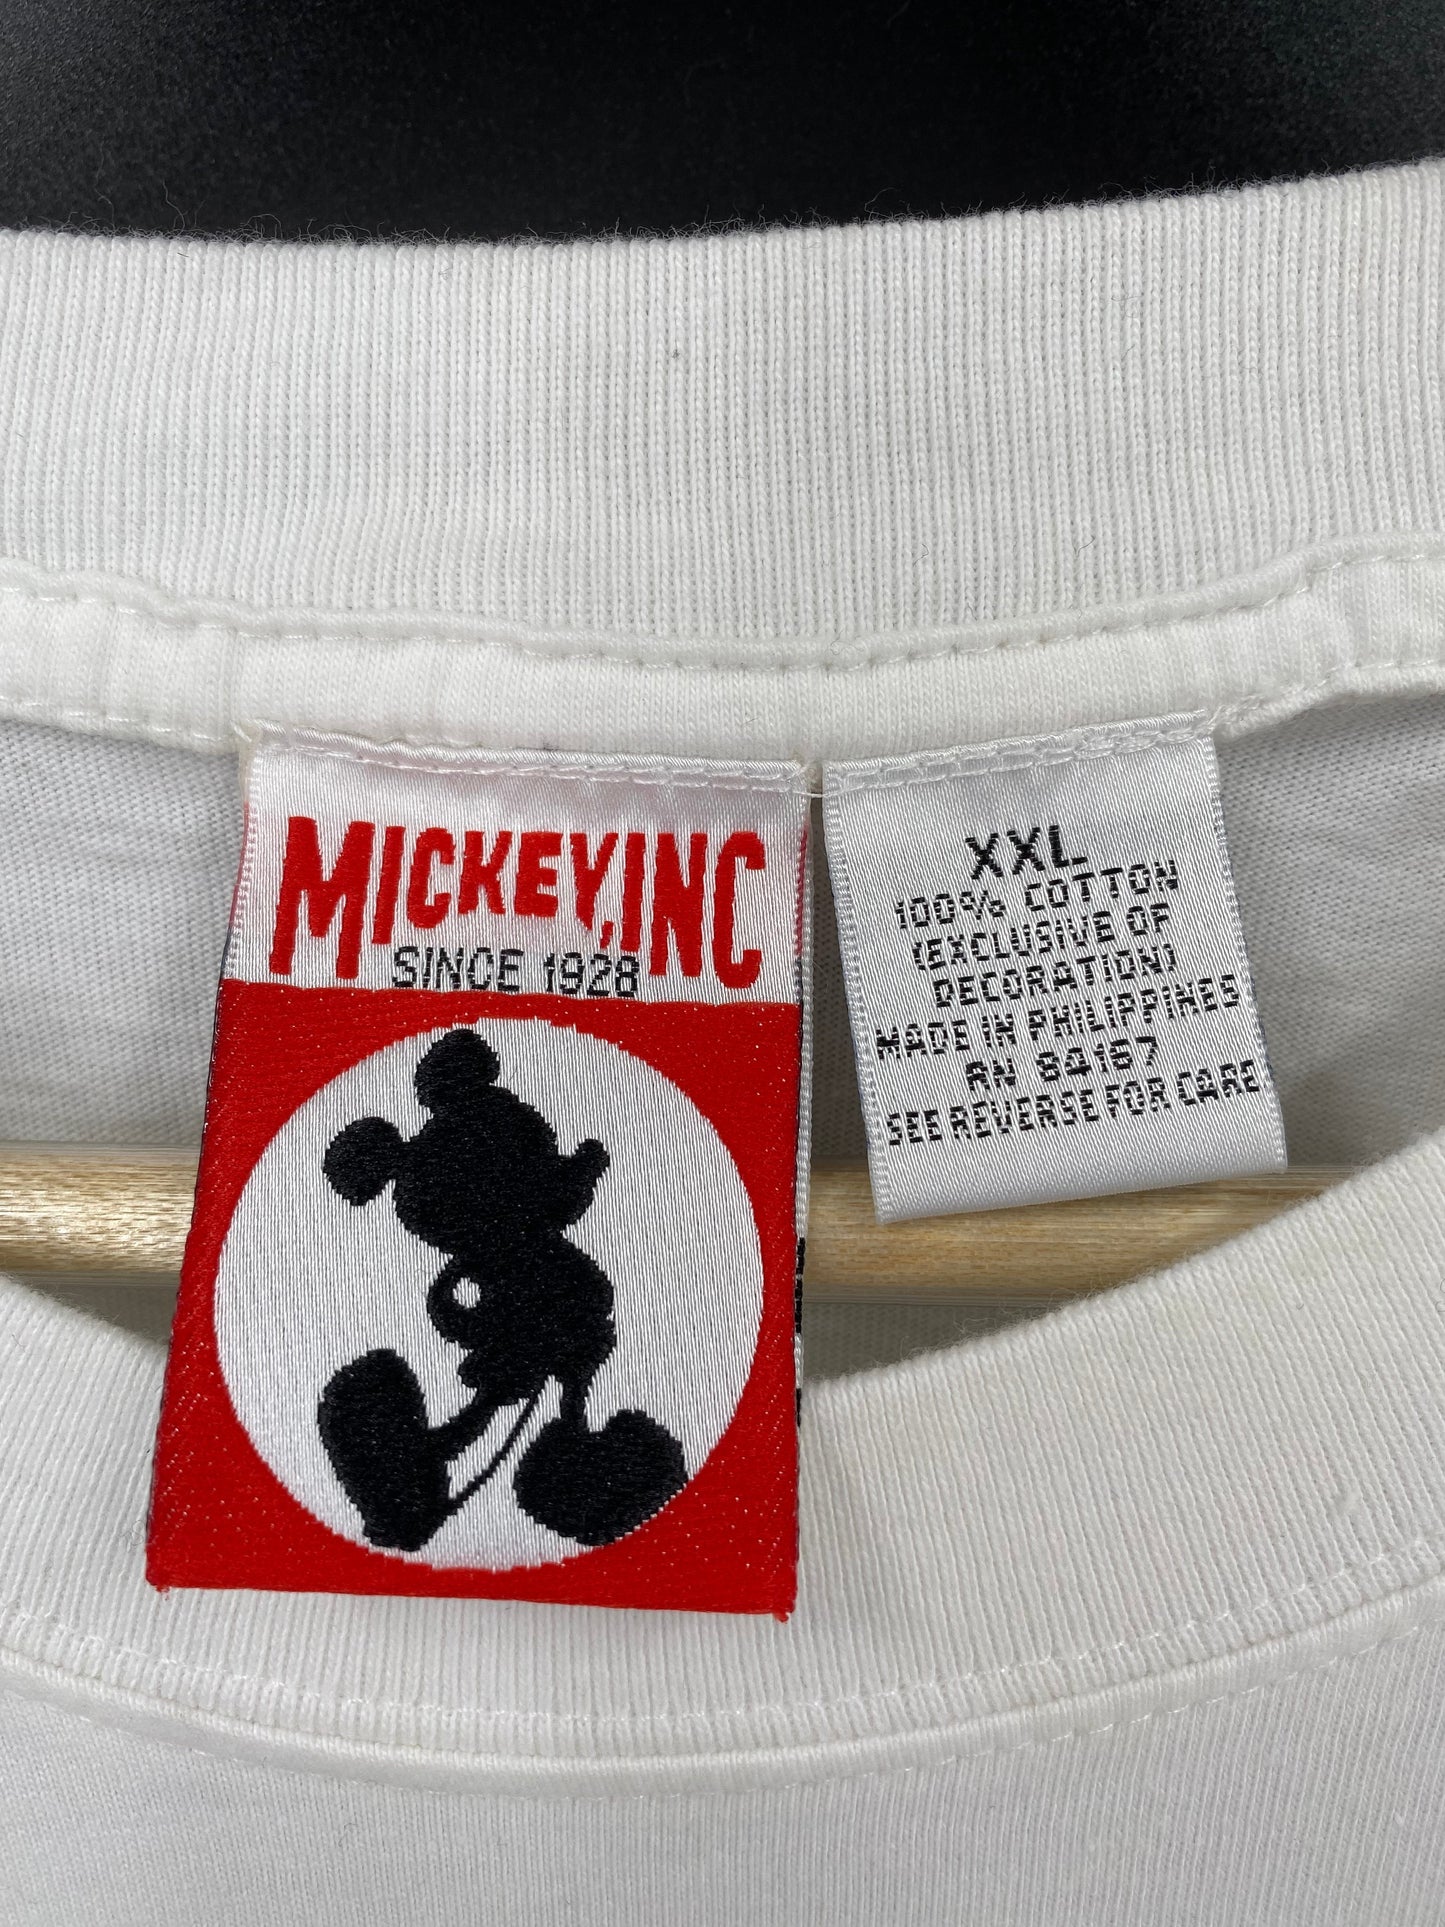 MICKEY, INC
SINCE 1928
XXL
100% COTTON
(EXCLUSIVE OF
DECORATION)
MADE IN PHILIPPINES
RN 84167
SEE REVERSE FOR CARE